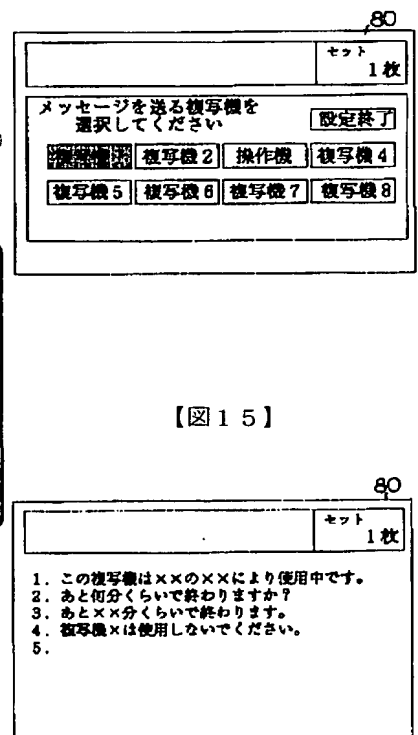 80
セット
1枚
メッセージを送る複写機を
選択してください
設定終了
複写機2 操作機 複写機4
複写機5 複写機6 複写機7 複写機8
【図15】
80
セット
1枚
1. この複写機は××の××により使用中です。
2. あと何分くらいで終わりますか?
3. あと××分くらいで終わります。
4. 複写機×は使用しないでください。
5.